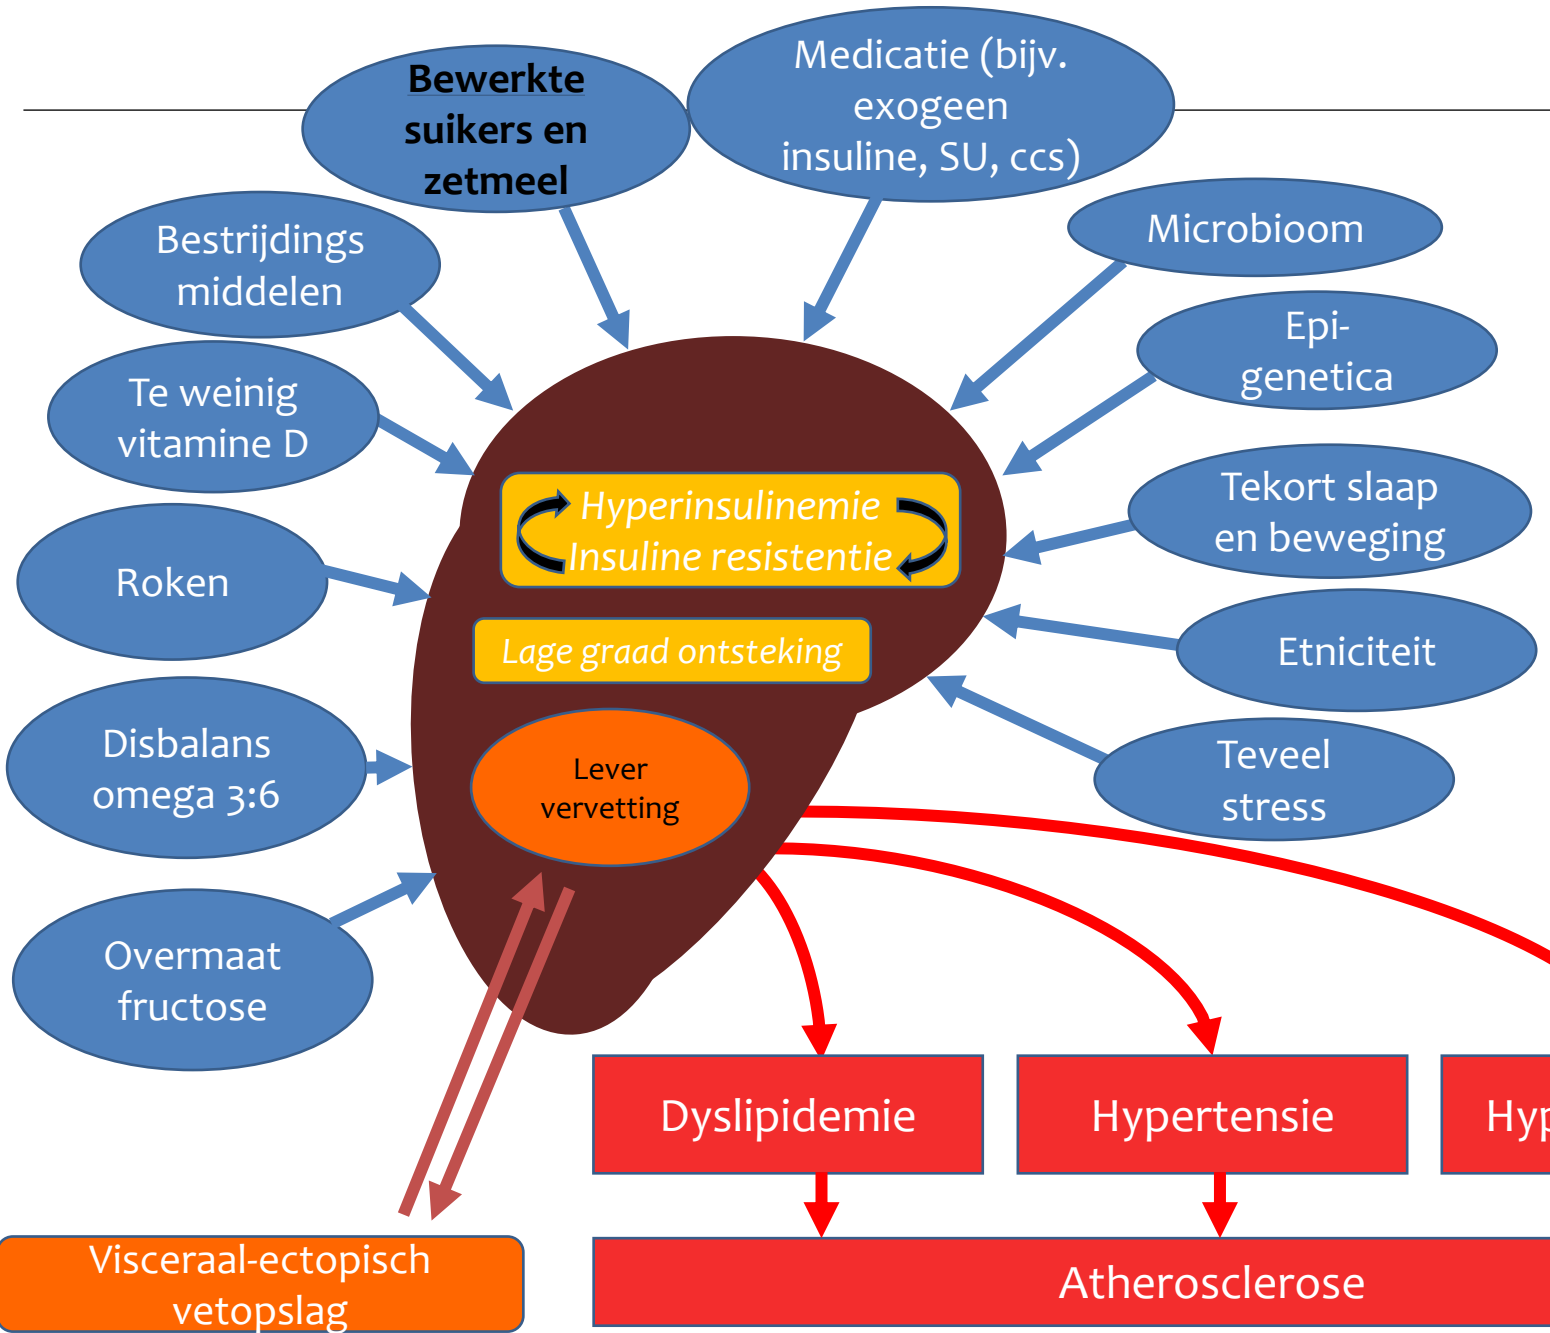 Bewerkte
suikers en
zetmeel
Medicatie (bijv.
exogeen
insuline, SU, ccs)
Bestrijdings
middelen
Microbioom
Epi-
genetica
Te weinig
vitamine D
Tekort slaap
en beweging
Hyperinsulinemie
Insuline resistentie
Roken
Lage graad ontsteking
Etniciteit
Disbalans
omega 3:6
Lever
vervetting
Teveel
stress
Overmaat
fructose
Dyslipidemie
Hypertensie
Hyp
Visceraal-ectopisch
vetopslag
Atherosclerose